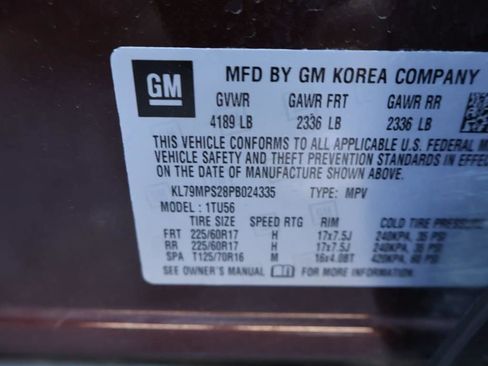 GM
MFD BY GM KOREA COMPANY
GVWR GAWR FRT GAWR RR
4189 LB 2336 LB 2336 LB
THIS VEHICLE CONFORMS TO ALL APPLICABLE U.S. FEDERAL M
VEHICLE SAFETY AND THEFT PREVENTION STANDARDS IN EFFECT
ON THE DATE OF MANUFACTURE SHOWN ABOVE.
KL79MPS28PB024335 TYPE: MPV
MODEL: 1TU56
TIRE SIZE SPEED RTG RIM COLD TIRE PRESSURE
FRT 225/60R17 H 17x7.5J 240KPA, 35 PSI
RR 225/60R17 H 17x7.5J 240KPA, 35 PSI
SPA T125/70R16 M 16x4.0BT 420KPA, 60 PSI
SEE OWNER'S MANUAL FOR MORE INFORMATION.